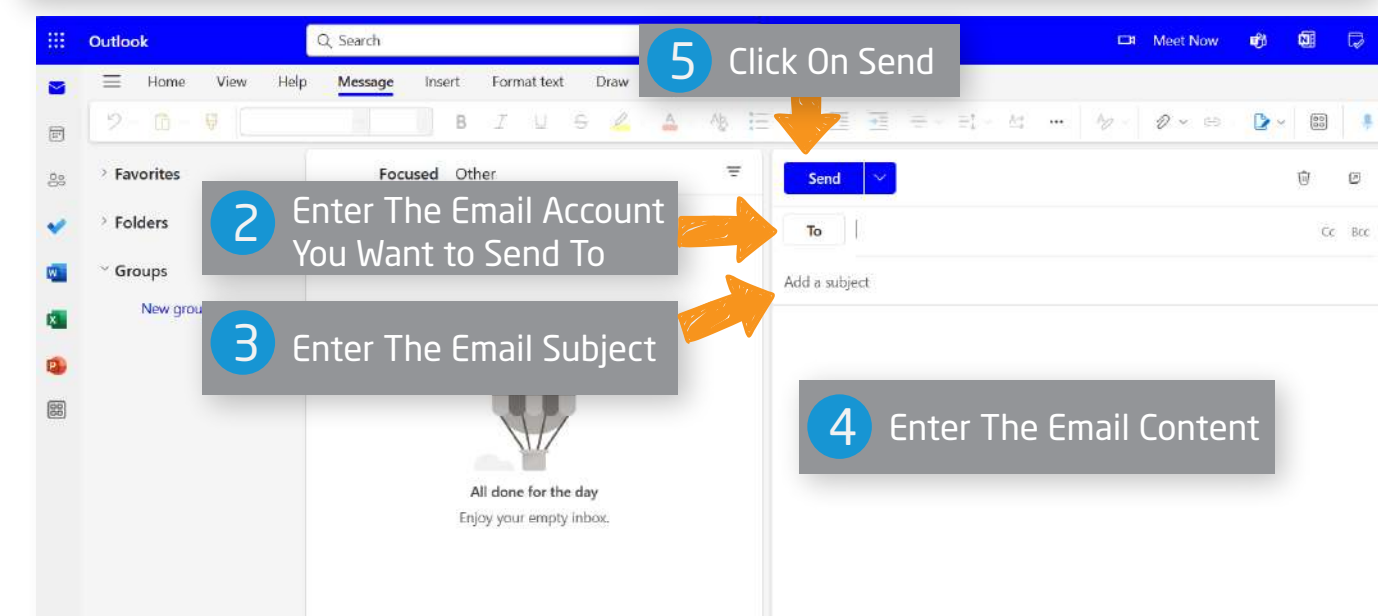 Outlook
Search
Meet Now
5 Click On Send
Home View Help Message Insert Format text Draw
B I U
Favorites
Focused Other
Send
2 Enter The Email Account
You Want to Send To
Folders
To
Cc Bcc
Groups
Add a subject
New grou
3 Enter The Email Subject
4 Enter The Email Content
All done for the day
Enjoy your empty inbox.